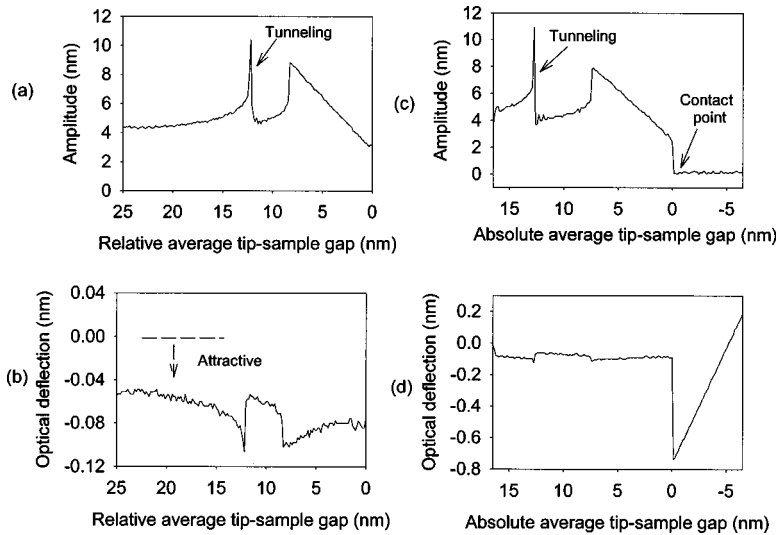 (a)
Amplitude (nm)
12
10
8
6
4
2
0
Tunneling
25 20 15 10 5 0
Relative average tip-sample gap (nm)
(c)
Amplitude (nm)
12
10
8
6
4
2
0
Tunneling
Contact
point
15 10 5 0 -5
Absolute average tip-sample gap (nm)
(b)
Optical deflection (nm)
0.04
0.00
-0.04
-0.08
-0.12
Attractive
25 20 15 10 5 0
Relative average tip-sample gap (nm)
(d)
Optical deflection (nm)
0.2
0.0
-0.2
-0.4
-0.6
-0.8
15 10 5 0 -5
Absolute average tip-sample gap (nm)